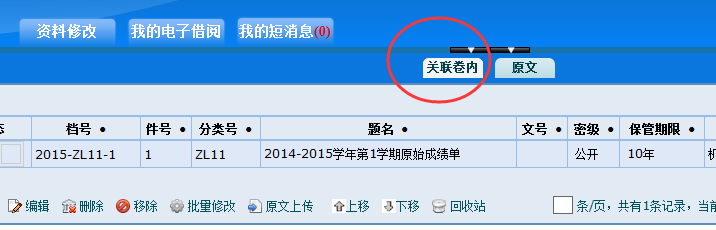 资料修改 我的电子借阅 我的短消息(0)
关联卷内 原文
态 档号 件号 分类号 题名 文号 密级 保管期限
2015-ZL11-1 1 ZL11 2014-2015学年第1学期原始成绩单 公开 10年
编辑 删除 移除 批量修改 原文上传 上移 下移 回收站 条/页，共有1条记录，当前